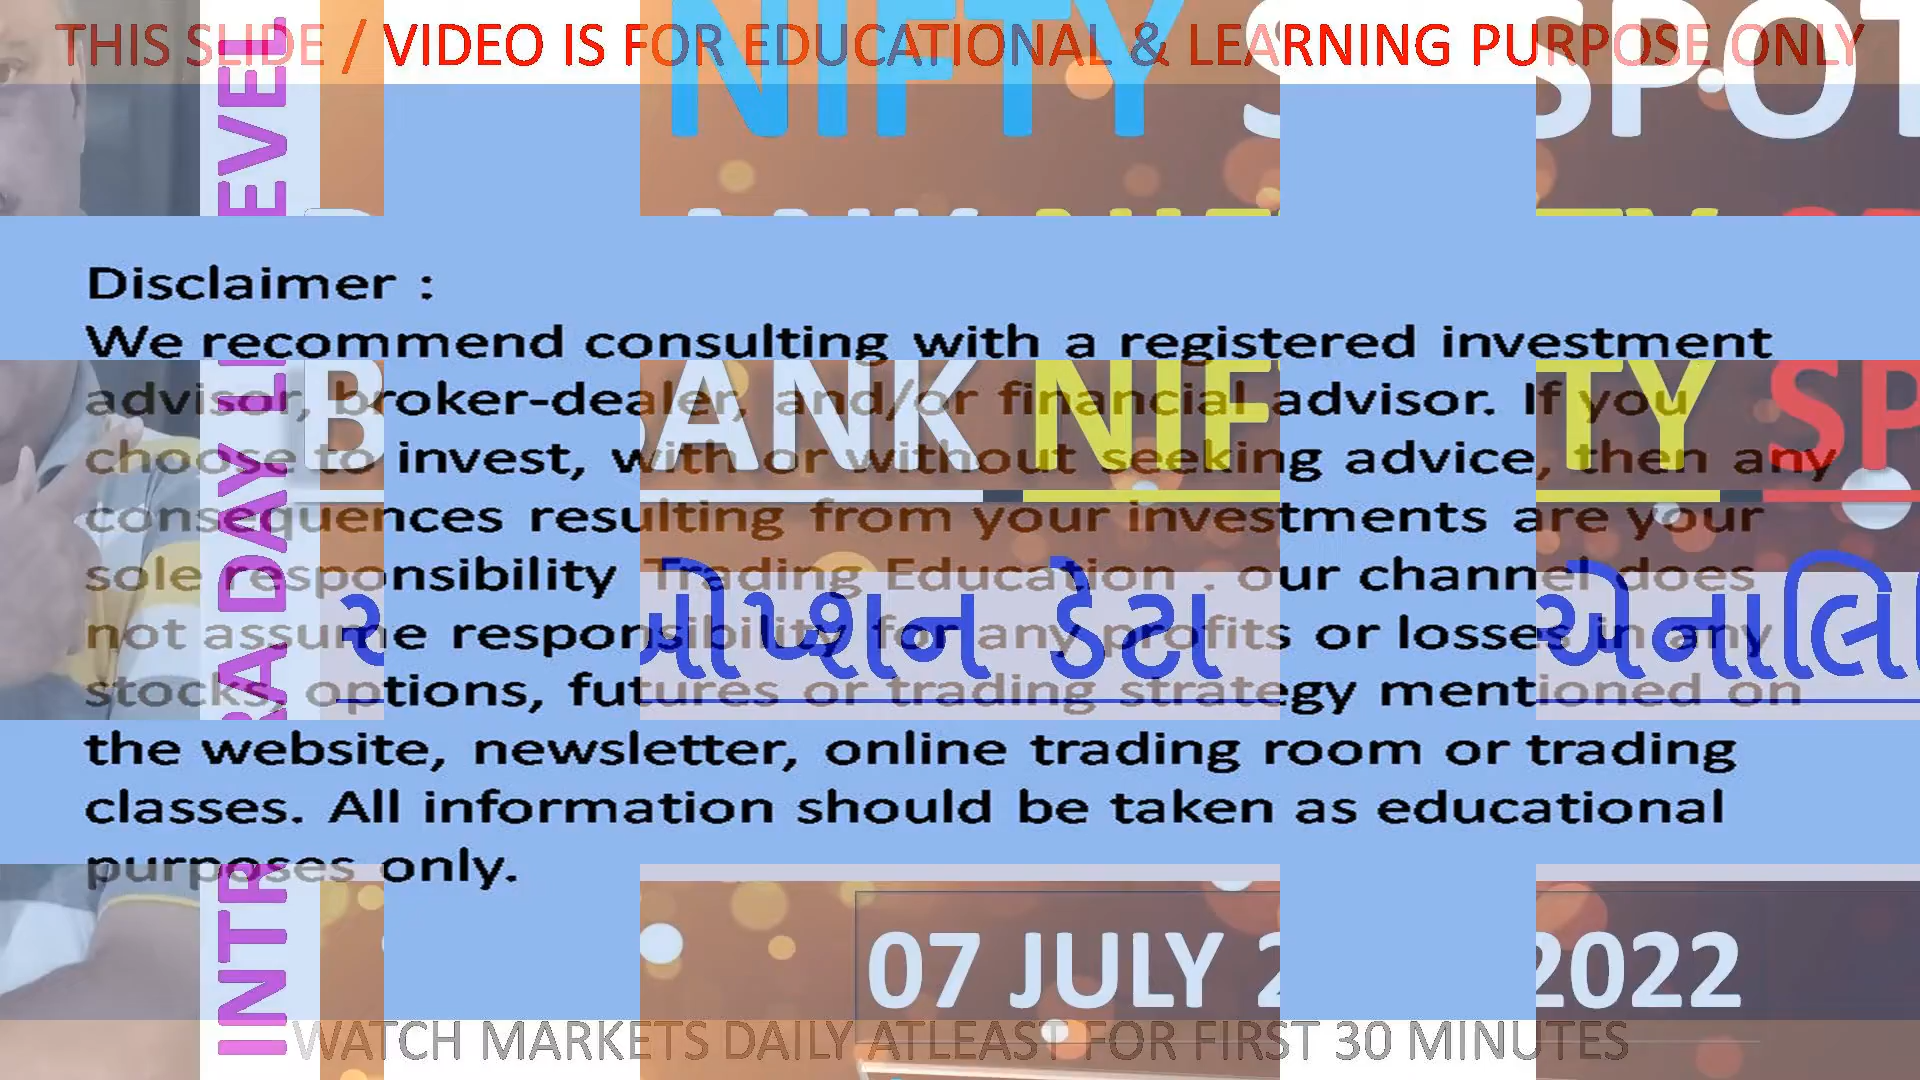 THIS SLIDE / VIDEO IS FOR EDUCATIONAL & LEARNING PURPOSE ONLY
NIFTY SPOT
Disclaimer :
We recommend consulting with a registered investment
advisor, broker-dealer, and/or financial advisor. If you
choose to invest, with or without seeking advice, then any
consequences resulting from your investments are your
sole responsibility Trading Education . our channel does
not assume responsibility for any profits or losses in any
stocks, options, futures or trading strategy mentioned on
the website, newsletter, online trading room or trading
classes. All information should be taken as educational
purposes only.
BANK NIFTY SP
ઓપ્શન ડેટા
07 JULY 2022
WATCH MARKETS DAILY ATLEAST FOR FIRST 30 MINUTES